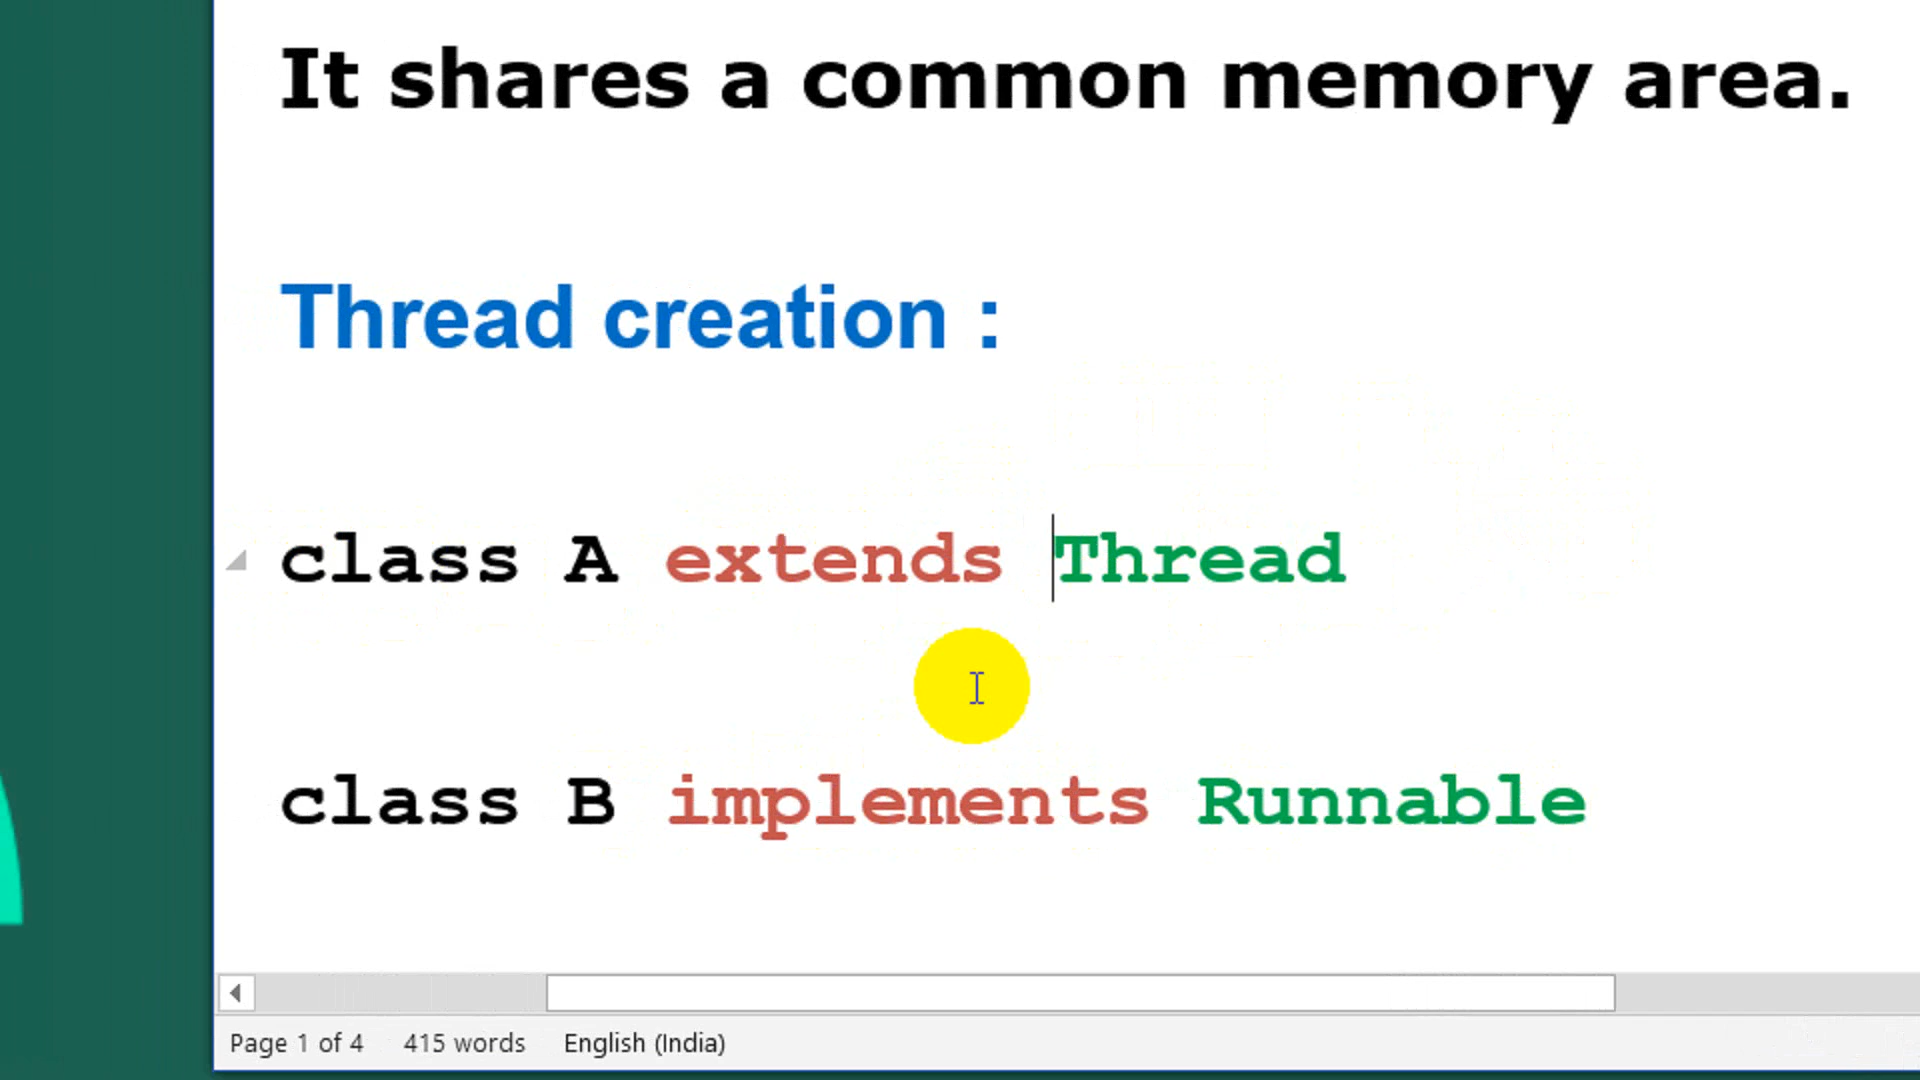 It shares a common memory area.
Thread creation :
class A extends Thread
class B implements Runnable
Page 1 of 4 415 words English (India)